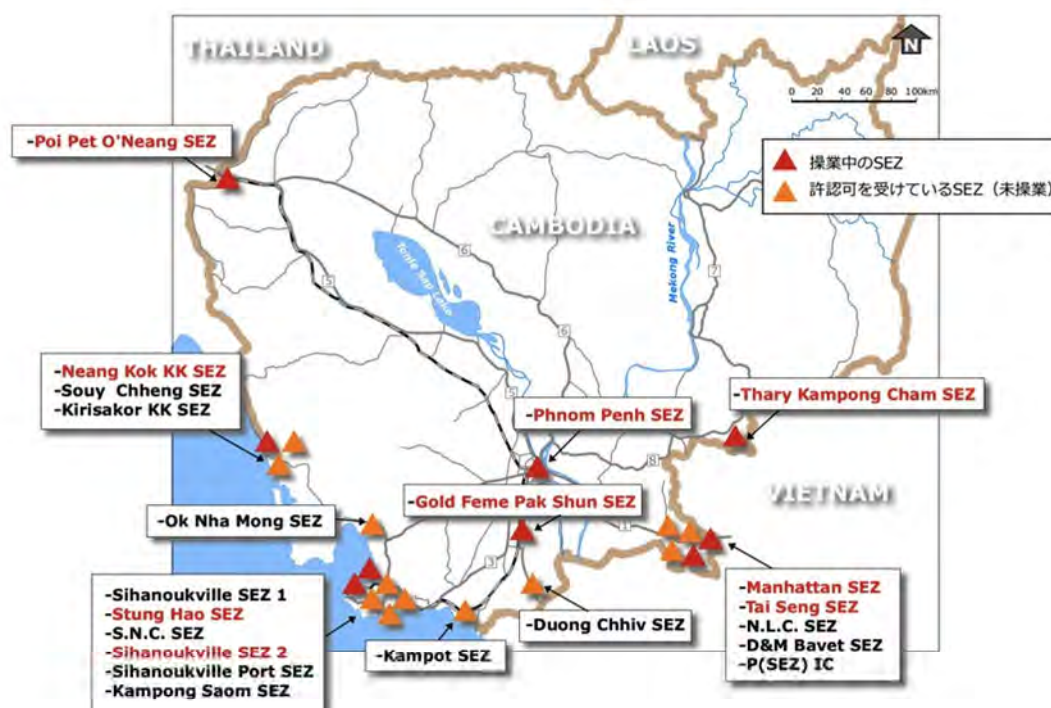 THAILAND
LAOS
N
0 20 40 60 80 100km
-Poi Pet O'Neang SEZ
操業中のSEZ
許認可を受けているSEZ（未操業）
CAMBODIA
Tonle Sap Lake
Mekong River
6
5
7
6
-Neang Kok KK SEZ
-Souy Chheng SEZ
-Kirisakor KK SEZ
5
-Thary Kampong Cham SEZ
-Phnom Penh SEZ
8
VIETNAM
-Gold Feme Pak Shun SEZ
-Ok Nha Mong SEZ
1
3
-Sihanoukville SEZ 1
-Stung Hao SEZ
-S.N.C. SEZ
-Sihanoukville SEZ 2
-Sihanoukville Port SEZ
-Kampong Saom SEZ
-Kampot SEZ
-Duong Chhiv SEZ
-Manhattan SEZ
-Tai Seng SEZ
-N.L.C. SEZ
-D&M Bavet SEZ
-P(SEZ) IC